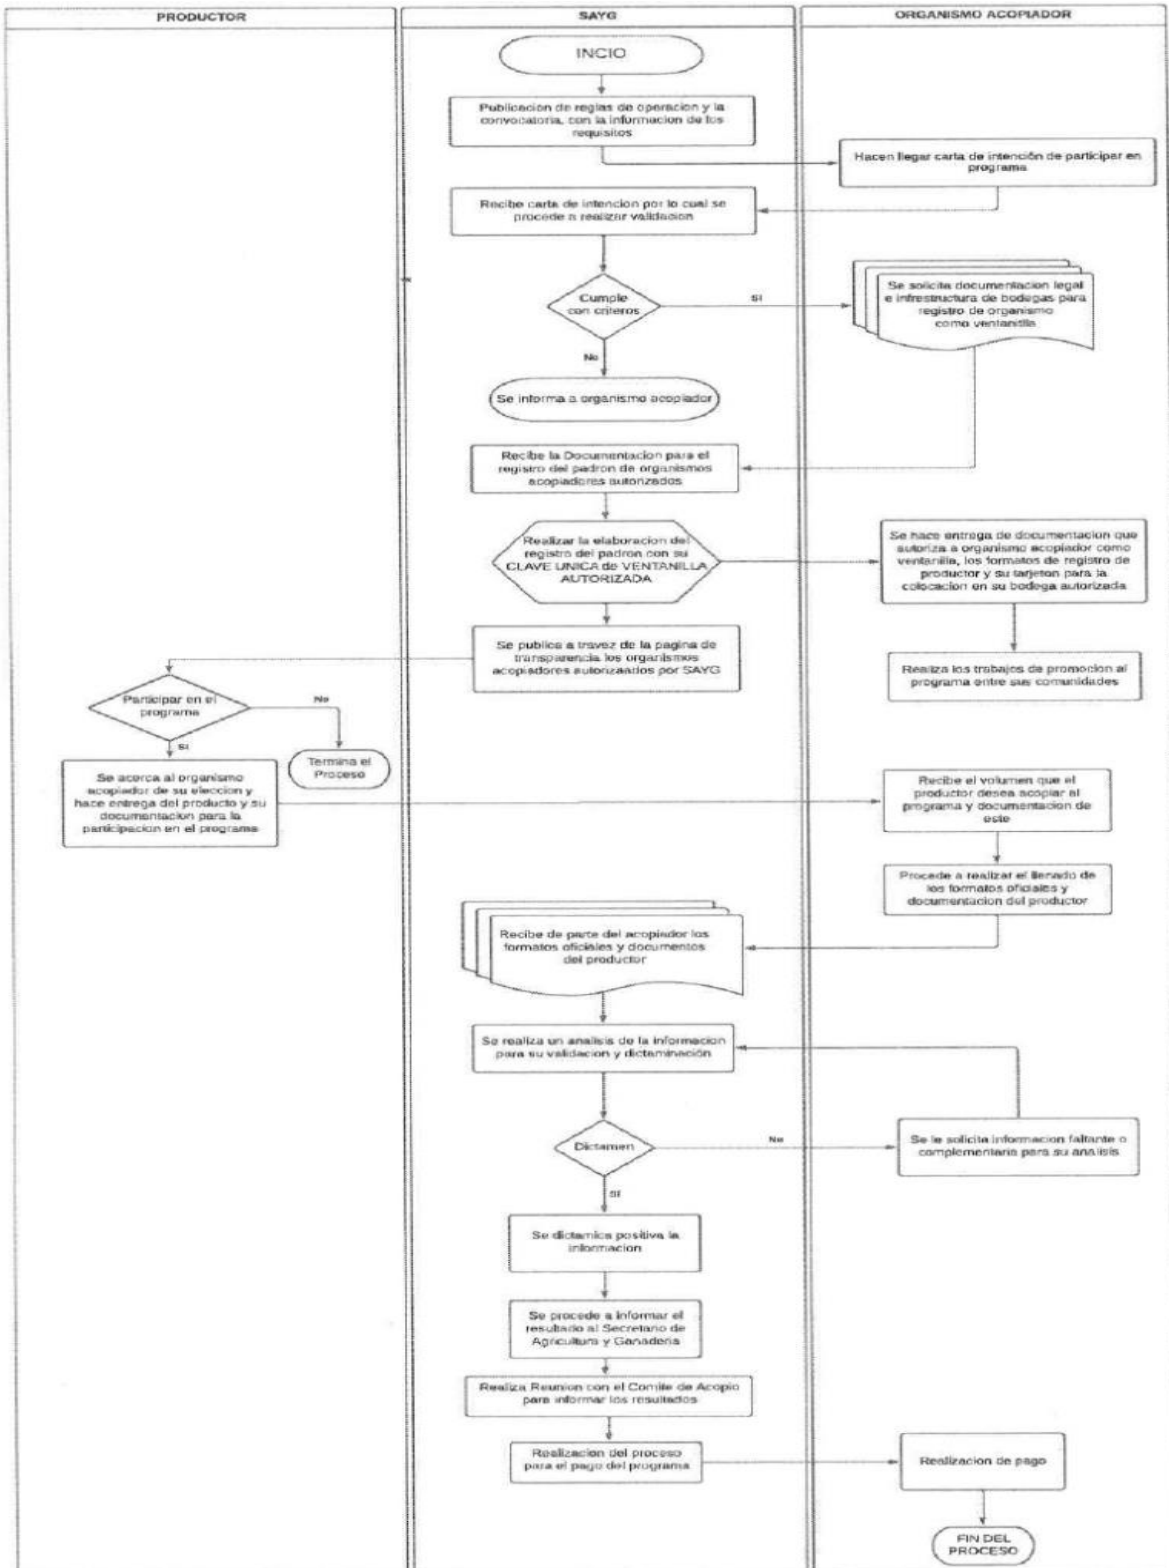 PRODUCTOR
SAYG
ORGANISMO ACOPIADOR
INCIO
Publicacion de reglas de operacion y la
convocatoria, con la informacion de los
requisitos
Hacen llegar carta de intención de participar en
programa
Recibe carta de intencion por lo cual se
procede a realizar validacion
Cumple
con criteros
SI
Se solicita documentacion legal
e infrestructura de bodegas para
registro de organismo
como ventanilla
No
Se informa a organismo acopiador
Recibe la Documentacion para el
registro del padron de organismos
acopiadores autorizados
Realizar la elaboracion del
registro del padron con su
CLAVE UNICA de VENTANILLA
AUTORIZADA
Se hace entrega de documentacion que
autoriza a organismo acopiador como
ventanilla, los formatos de registro de
productor y su tarjeton para la
colocacion en su bodega autorizada
Se publica a travez de la pagina de
transparencia los organismos
acopiadores autorizaardos por SAYG
Realiza los trabajos de promocion al
programa entre sus comunidades
Participar en el
programa
No
SI
Termina el
Proceso
Se acerca al organismo
acopiador de su eleccion y
hace entrega del producto y su
documentacion para la
participacion en el programa
Recibe el volumen que el
productor desea acopiar al
programa y documentacion de
este
Procede a realizar el llenado de
los formatos oficiales y
documentacion del productor
Recibe de parte del acopiador los
formatos oficiales y documentos
del productor
Se realiza un analisis de la informacion
para su validacion y dictaminación
Dictamen
No
Se le solicita informacion faltante o
complementaria para su analisis
SI
Se dictamica positiva la
informacion
Se procede a informar el
resultado al Secretario de
Agricultura y Ganaderia
Realiza Reunion con el Comite de Acopio
para informar los resultados
Realizacion del proceso
para el pago del programa
Realizacion de pago
FIN DEL
PROCESO